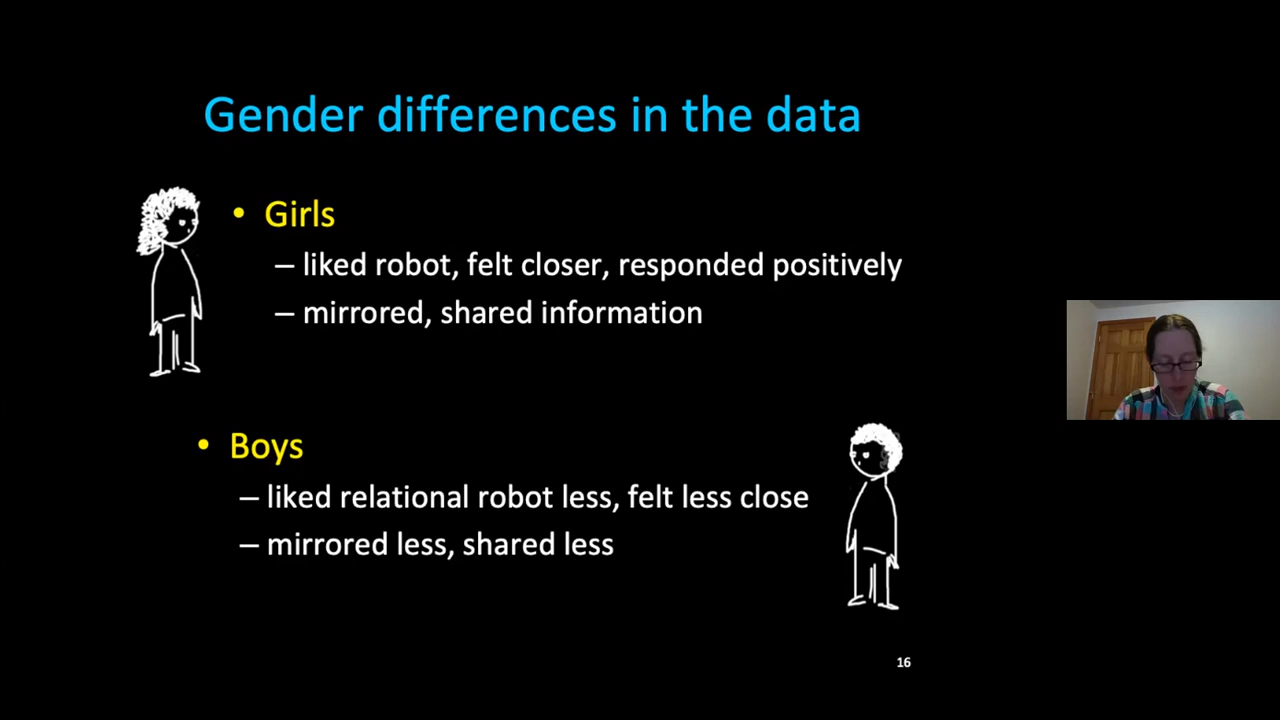 Gender differences in the data
• Girls
– liked robot, felt closer, responded positively
– mirrored, shared information
• Boys
– liked relational robot less, felt less close
– mirrored less, shared less
16